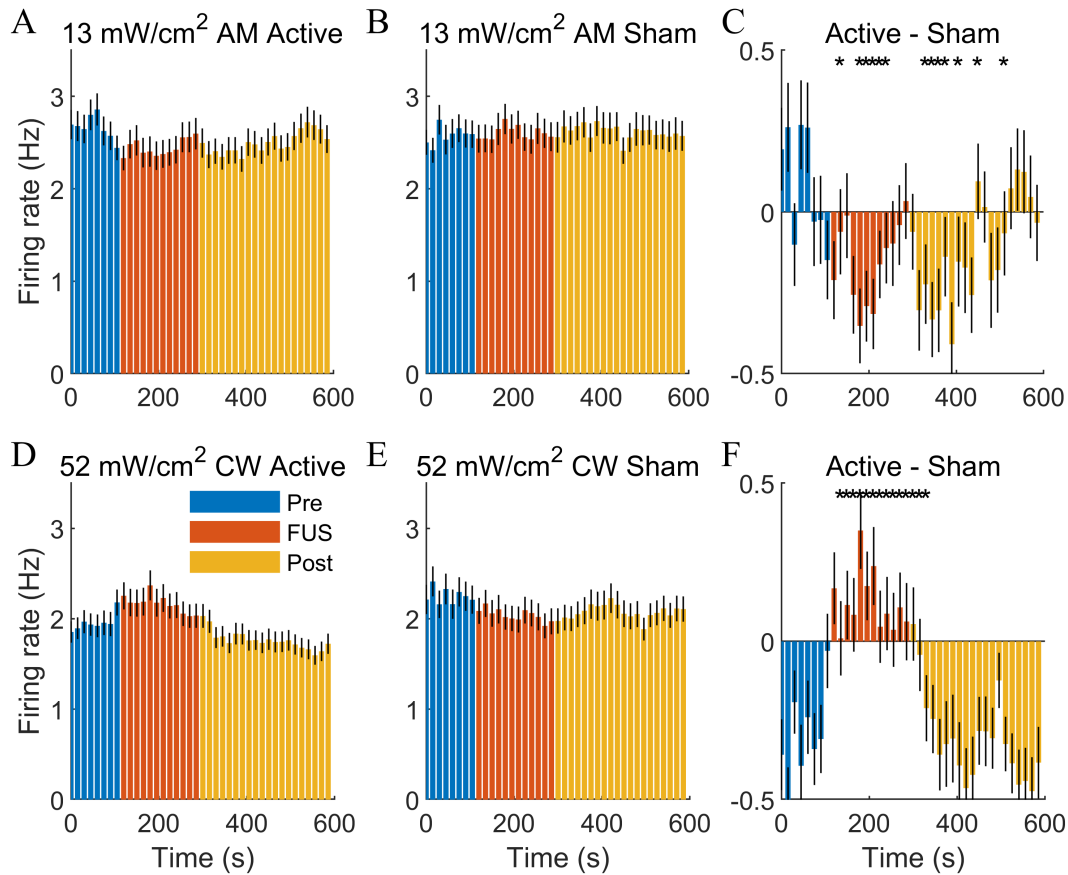 A
13 mW/cm² AM Active
B
13 mW/cm² AM Sham
C
Active - Sham
Firing rate (Hz)
3
2
1
0
0 200 400 600
3
2
1
0
0 200 400 600
0.5
* ***** **** * * *
0
-0.5
0 200 400 600
D
52 mW/cm² CW Active
E
52 mW/cm² CW Sham
F
Active - Sham
Pre
FUS
Post
Firing rate (Hz)
3
2
1
0
0 200 400 600
Time (s)
3
2
1
0
0 200 400 600
Time (s)
0.5
**************
0
-0.5
0 200 400 600
Time (s)